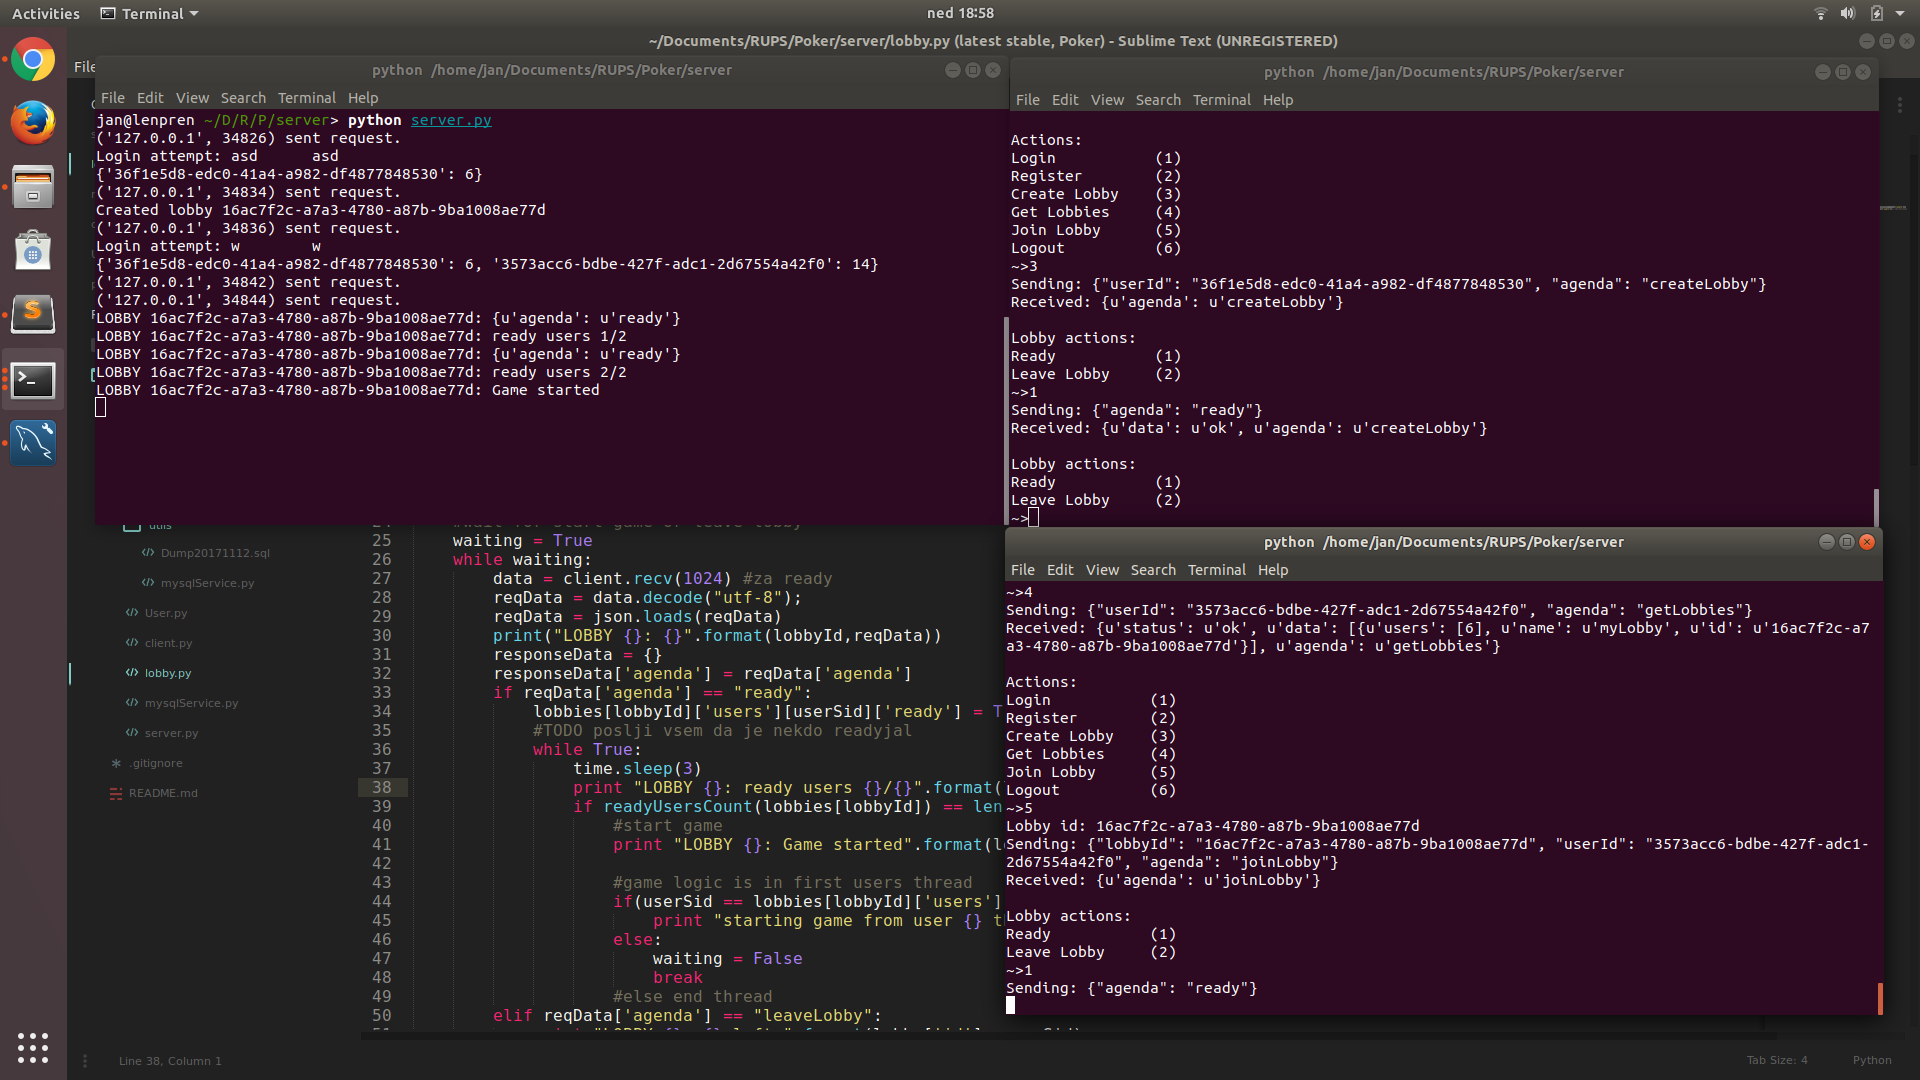 Activities
Terminal
ned 18:58
~/Documents/RUPS/Poker/server/lobby.py (latest stable, Poker) - Sublime Text (UNREGISTERED)
File
python  /home/jan/Documents/RUPS/Poker/server
File  Edit  View  Search  Terminal  Help
jan@lenpren ~/D/R/P/server> python server.py
('127.0.0.1', 34826) sent request.
Login attempt: asd      asd
{'36f1e5d8-edc0-41a4-a982-df4877848530': 6}
('127.0.0.1', 34834) sent request.
Created lobby 16ac7f2c-a7a3-4780-a87b-9ba1008ae77d
('127.0.0.1', 34836) sent request.
Login attempt: w        w
{'36f1e5d8-edc0-41a4-a982-df4877848530': 6, '3573acc6-bdbe-427f-adc1-2d67554a42f0': 14}
('127.0.0.1', 34842) sent request.
('127.0.0.1', 34844) sent request.
LOBBY 16ac7f2c-a7a3-4780-a87b-9ba1008ae77d: {u'agenda': u'ready'}
LOBBY 16ac7f2c-a7a3-4780-a87b-9ba1008ae77d: ready users 1/2
LOBBY 16ac7f2c-a7a3-4780-a87b-9ba1008ae77d: {u'agenda': u'ready'}
LOBBY 16ac7f2c-a7a3-4780-a87b-9ba1008ae77d: ready users 2/2
LOBBY 16ac7f2c-a7a3-4780-a87b-9ba1008ae77d: Game started
python  /home/jan/Documents/RUPS/Poker/server
File  Edit  View  Search  Terminal  Help
Actions:
Login           (1)
Register        (2)
Create Lobby    (3)
Get Lobbies     (4)
Join Lobby      (5)
Logout          (6)
~>3
Sending: {"userId": "36f1e5d8-edc0-41a4-a982-df4877848530", "agenda": "createLobby"}
Received: {u'agenda': u'createLobby'}
Lobby actions:
Ready           (1)
Leave Lobby     (2)
~>1
Sending: {"agenda": "ready"}
Received: {u'data': u'ok', u'agenda': u'createLobby'}
Lobby actions:
Ready           (1)
Leave Lobby     (2)
~>
python  /home/jan/Documents/RUPS/Poker/server
File  Edit  View  Search  Terminal  Help
~>4
Sending: {"userId": "3573acc6-bdbe-427f-adc1-2d67554a42f0", "agenda": "getLobbies"}
Received: {u'status': u'ok', u'data': [{u'users': [6], u'name': u'myLobby', u'id': u'16ac7f2c-a7
a3-4780-a87b-9ba1008ae77d'}], u'agenda': u'getLobbies'}
Actions:
Login           (1)
Register        (2)
Create Lobby    (3)
Get Lobbies     (4)
Join Lobby      (5)
Logout          (6)
~>5
Lobby id: 16ac7f2c-a7a3-4780-a87b-9ba1008ae77d
Sending: {"lobbyId": "16ac7f2c-a7a3-4780-a87b-9ba1008ae77d", "userId": "3573acc6-bdbe-427f-adc1-
2d67554a42f0", "agenda": "joinLobby"}
Received: {u'agenda': u'joinLobby'}
Lobby actions:
Ready           (1)
Leave Lobby     (2)
~>1
Sending: {"agenda": "ready"}
utils
Dump20171112.sql
mysqlService.py
User.py
client.py
lobby.py
mysqlService.py
server.py
.gitignore
README.md
24 #wait for start game or leave lobby
25 waiting = True
26 while waiting:
27 data = client.recv(1024) #za ready
28 reqData = data.decode("utf-8");
29 reqData = json.loads(reqData)
30 print("LOBBY {}: {}".format(lobbyId,reqData))
31 responseData = {}
32 responseData['agenda'] = reqData['agenda']
33 if reqData['agenda'] == "ready":
34 lobbies[lobbyId]['users'][userSid]['ready'] = T
35 #TODO poslji vsem da je nekdo readyjal
36 while True:
37 time.sleep(3)
38 print "LOBBY {}: ready users {}/{}".format(
39 if readyUsersCount(lobbies[lobbyId]) == len
40 #start game
41 print "LOBBY {}: Game started".format(l
42
43 #game logic is in first users thread
44 if(userSid == lobbies[lobbyId]['users']
45 print "starting game from user {} t
46 else:
47 waiting = False
48 break
49 #else end thread
50 elif reqData['agenda'] == "leaveLobby":
Line 38, Column 1
Tab Size: 4
Python